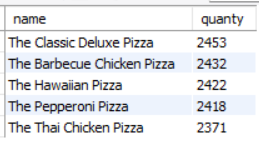 name quanty
The Classic Deluxe Pizza 2453
The Barbecue Chicken Pizza 2432
The Hawaiian Pizza 2422
The Pepperoni Pizza 2418
The Thai Chicken Pizza 2371